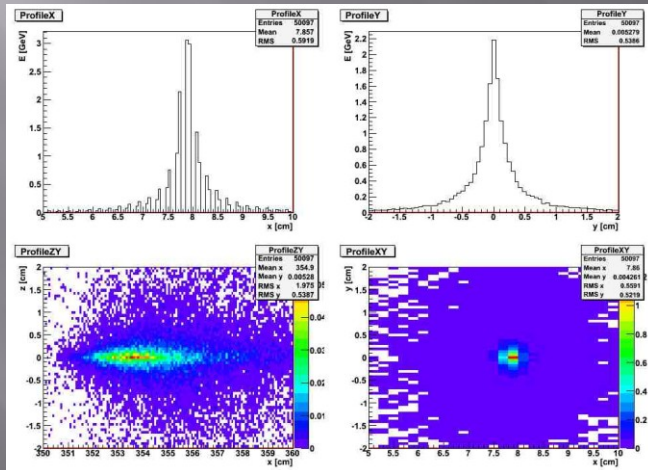 ProfileX
ProfileX
Entries 50097
Mean 7.857
RMS 0.5919
E [GeV]
3
2.5
2
1.5
1
0.5
0
5 5.5 6 6.5 7 7.5 8 8.5 9 9.5 10
x [cm]
ProfileY
ProfileY
Entries 50097
Mean 0.005279
RMS 0.5386
E [GeV]
2.2
2
1.8
1.6
1.4
1.2
1
0.8
0.6
0.4
0.2
0
-2 -1.5 -1 -0.5 0 0.5 1 1.5 2
y [cm]
ProfileZY
ProfileZY
Entries 50097
Mean x 354.9
Mean y 0.00528
RMS x 1.975
RMS y 0.5387
z [cm]
2
1.5
1
0.5
0
-0.5
-1
-1.5
-2
350 351 352 353 354 355 356 357 358 359 360
x [cm]
0.04
0.03
0.02
0.01
0
ProfileXY
ProfileXY
Entries 50097
Mean x 7.86
Mean y 0.004261
RMS x 0.5591
RMS y 0.5219
y [cm]
2
1.5
1
0.5
0
-0.5
-1
-1.5
-2
5 5.5 6 6.5 7 7.5 8 8.5 9 9.5 10
x [cm]
1
0.8
0.6
0.4
0.2
0